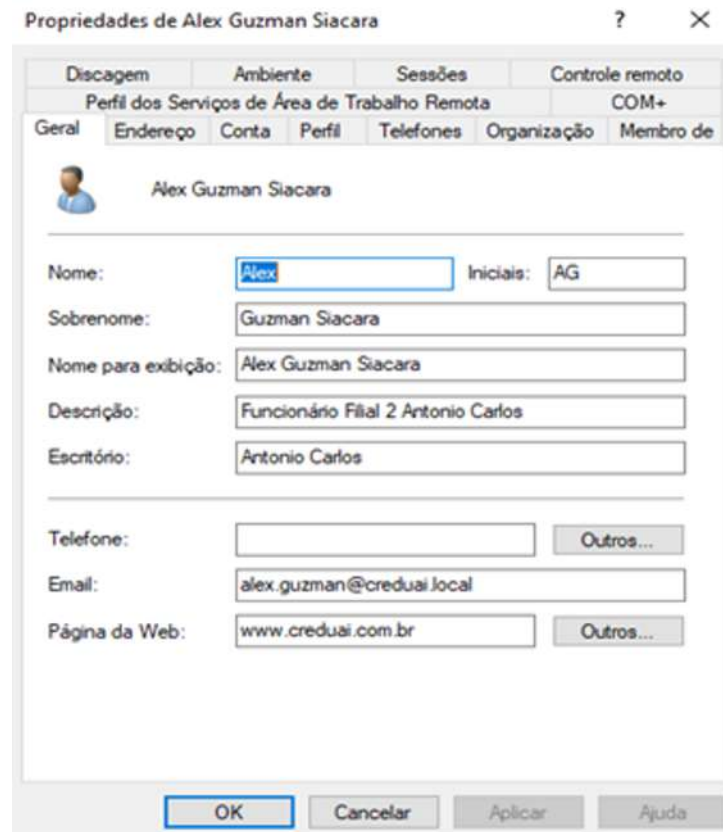 Propriedades de Alex Guzman Siacara ? ×
Discagem Ambiente Sessões Controle remoto
Perfil dos Serviços de Área de Trabalho Remota COM+
Geral Endereço Conta Perfil Telefones Organização Membro de
Alex Guzman Siacara
Nome: Alex Iniciais: AG
Sobrenome: Guzman Siacara
Nome para exibição: Alex Guzman Siacara
Descrição: Funcionário Filial 2 Antonio Carlos
Escritório: Antonio Carlos
Telefone: Outros...
Email: alex.guzman@creduai.local
Página da Web: www.creduai.com.br Outros...
OK Cancelar Aplicar Ajuda